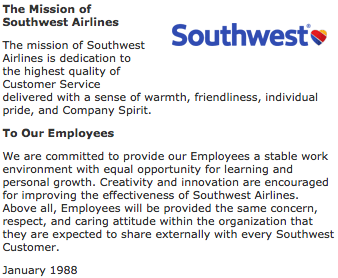 The Mission of
Southwest Airlines
Southwest®
The mission of Southwest
Airlines is dedication to
the highest quality of
Customer Service
delivered with a sense of warmth, friendliness, individual
pride, and Company Spirit.
To Our Employees
We are committed to provide our Employees a stable work
environment with equal opportunity for learning and
personal growth. Creativity and innovation are encouraged
for improving the effectiveness of Southwest Airlines.
Above all, Employees will be provided the same concern,
respect, and caring attitude within the organization that
they are expected to share externally with every Southwest
Customer.
January 1988